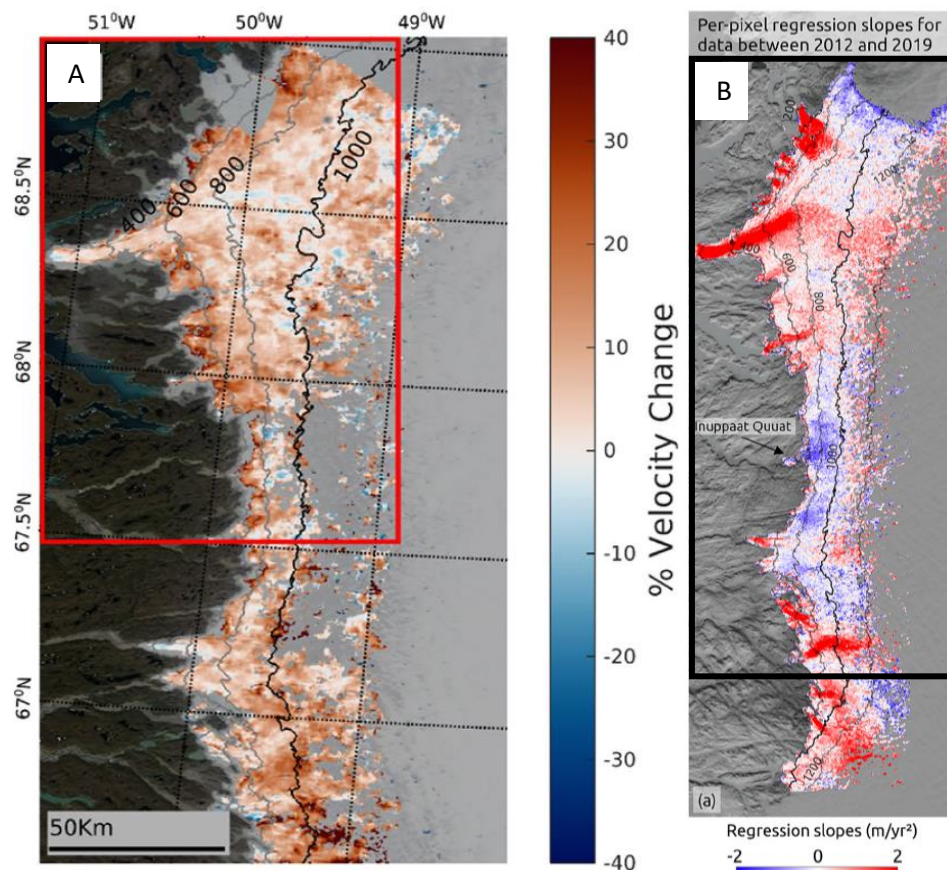 51⁰W 50⁰W 49⁰W
A
68.5⁰N
68⁰N
67.5⁰N
67⁰N
400
600
800
1000
50Km
40
30
20
10
0
-10
-20
-30
-40
% Velocity Change
Per-pixel regression slopes for
data between 2012 and 2019
B
200
1200
400
600
800
Inuppaat Quuat
1000
1200
(a)
Regression slopes (m/yr²)
-2 0 2